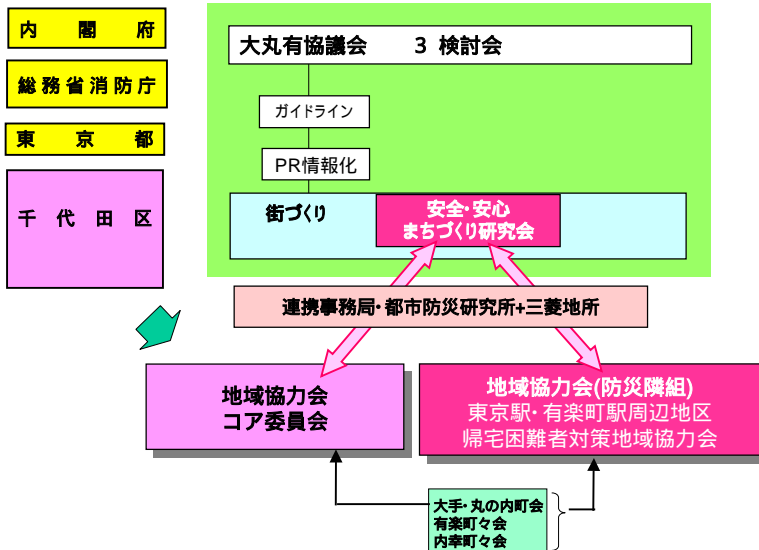 内閣府
総務省消防庁
東京都
千代田区
大丸有協議会 3 検討会
ガイドライン
PR情報化
街づくり
安全・安心
まちづくり研究会
連携事務局・都市防災研究所+三菱地所
地域協力会
コア委員会
地域協力会(防災隣組)
東京駅・有楽町駅周辺地区
帰宅困難者対策地域協力会
大手・丸の内町会
有楽町々会
内幸町々会